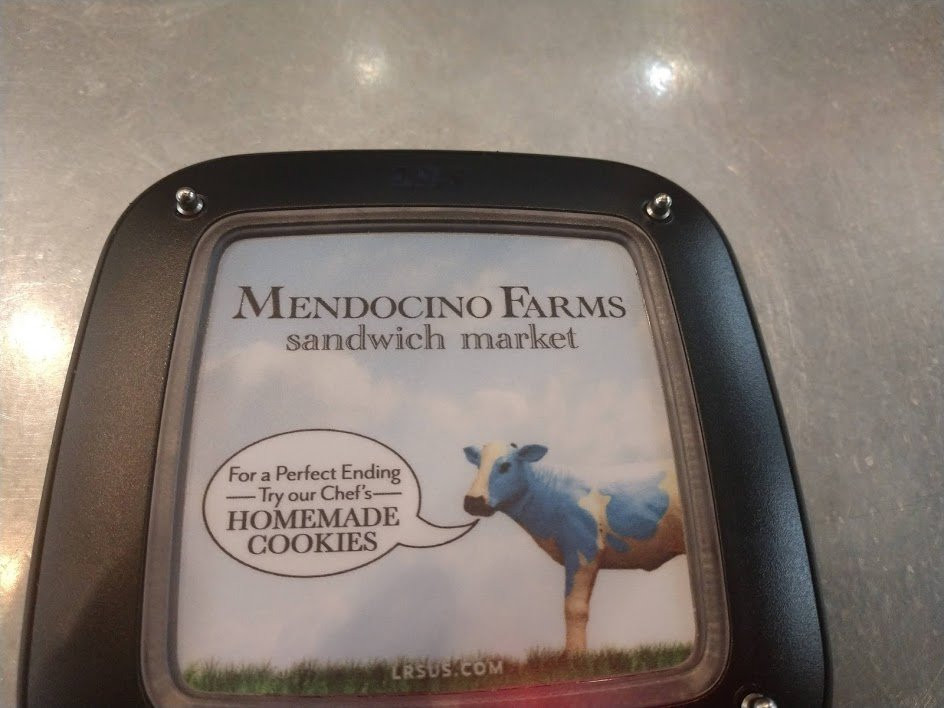 MENDOCINO FARMS
sandwich market
For a Perfect Ending
Try our Chef's
HOMEMADE
COOKIES
LRSUS.COM